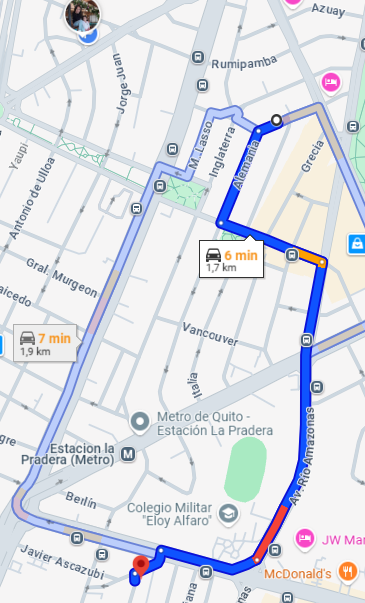 Azuay
Rumipamba
Jorge Juan
M. Lasso
Inglaterra
Alemania
Grecia
Yaupi
Antonio de Ulloa
6 min
1,7 km
Gral. Murgeon
aicedo
Vancouver
7 min
1,9 km
Italia
Metro de Quito -
Estación La Pradera
Estacion la
Pradera (Metro)
M
Av. Río Amazonas
Berlín
Colegio Militar
"Eloy Alfaro"
JW Mar
Javier Ascazubi
McDonald's